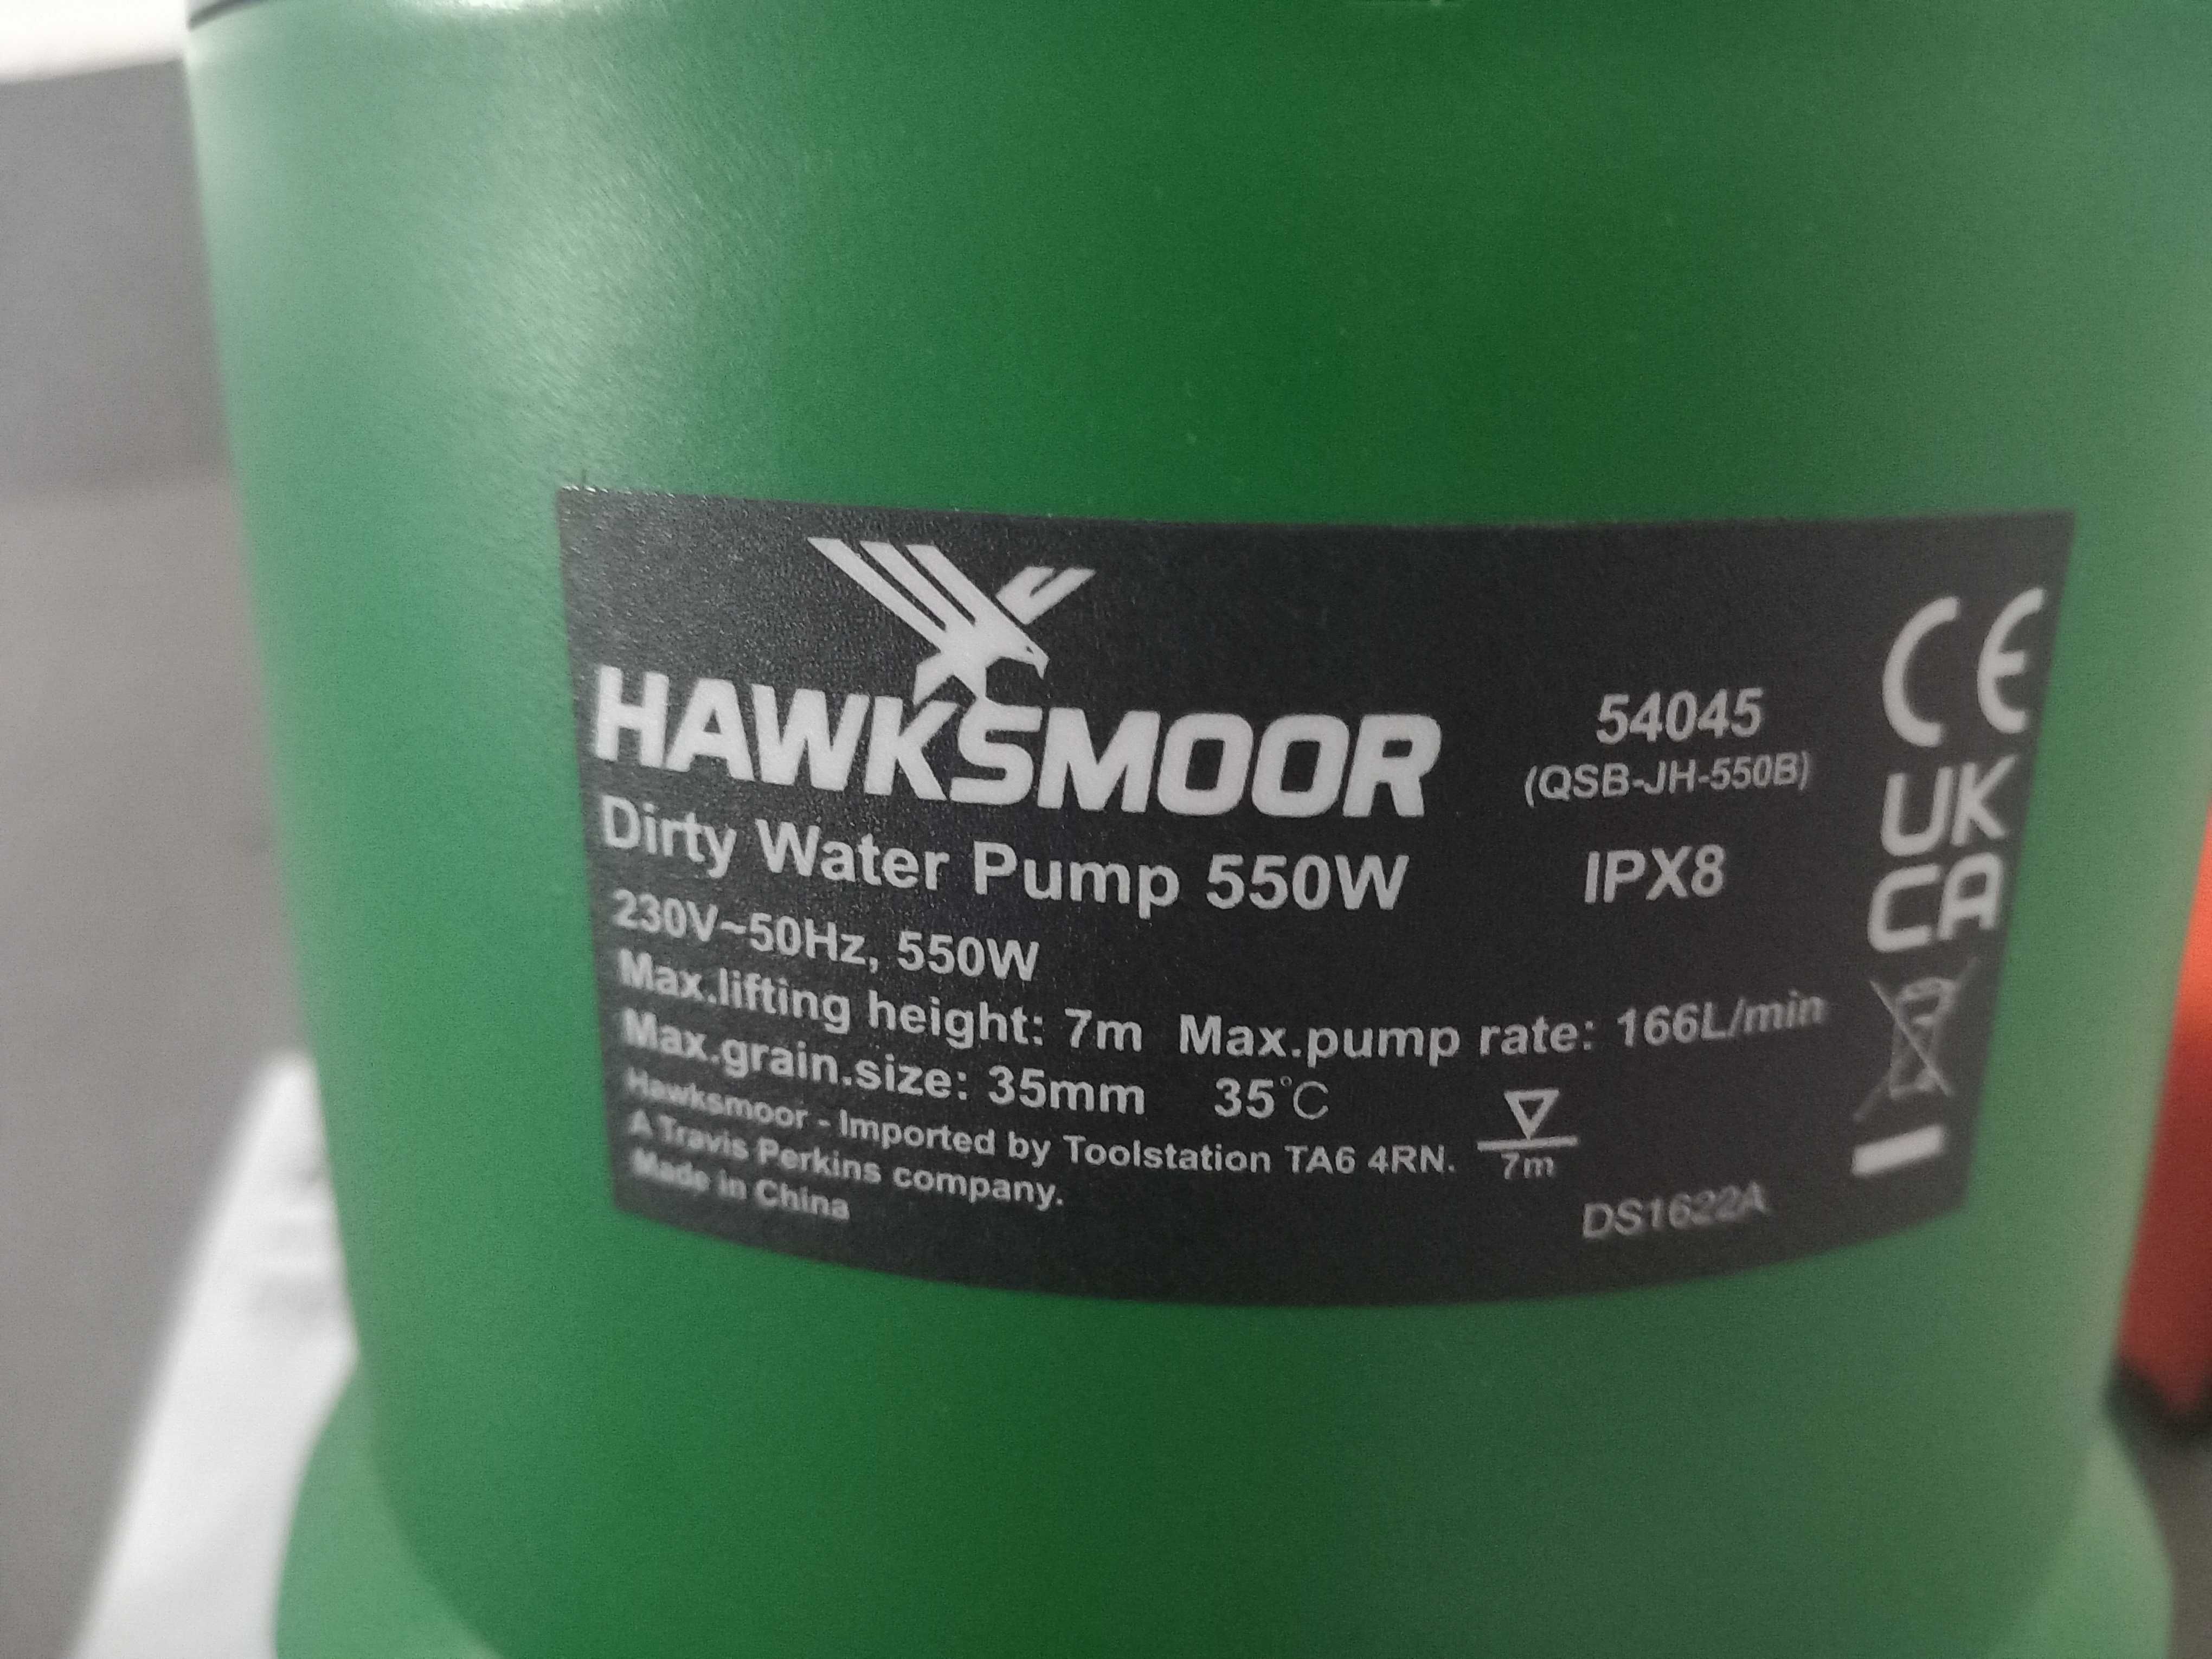 HAWKSMOOR
54045
(QSB-JH-550B)
Dirty Water Pump 550W
IPX8
230V~50Hz, 550W
Max.lifting height: 7m Max.pump rate: 166L/min
Max.grain.size: 35mm 35°C
Hawksmoor - Imported by Toolstation TA6 4RN.
7m
A Travis Perkins company.
Made in China
DS1622A
CE
UK
CA